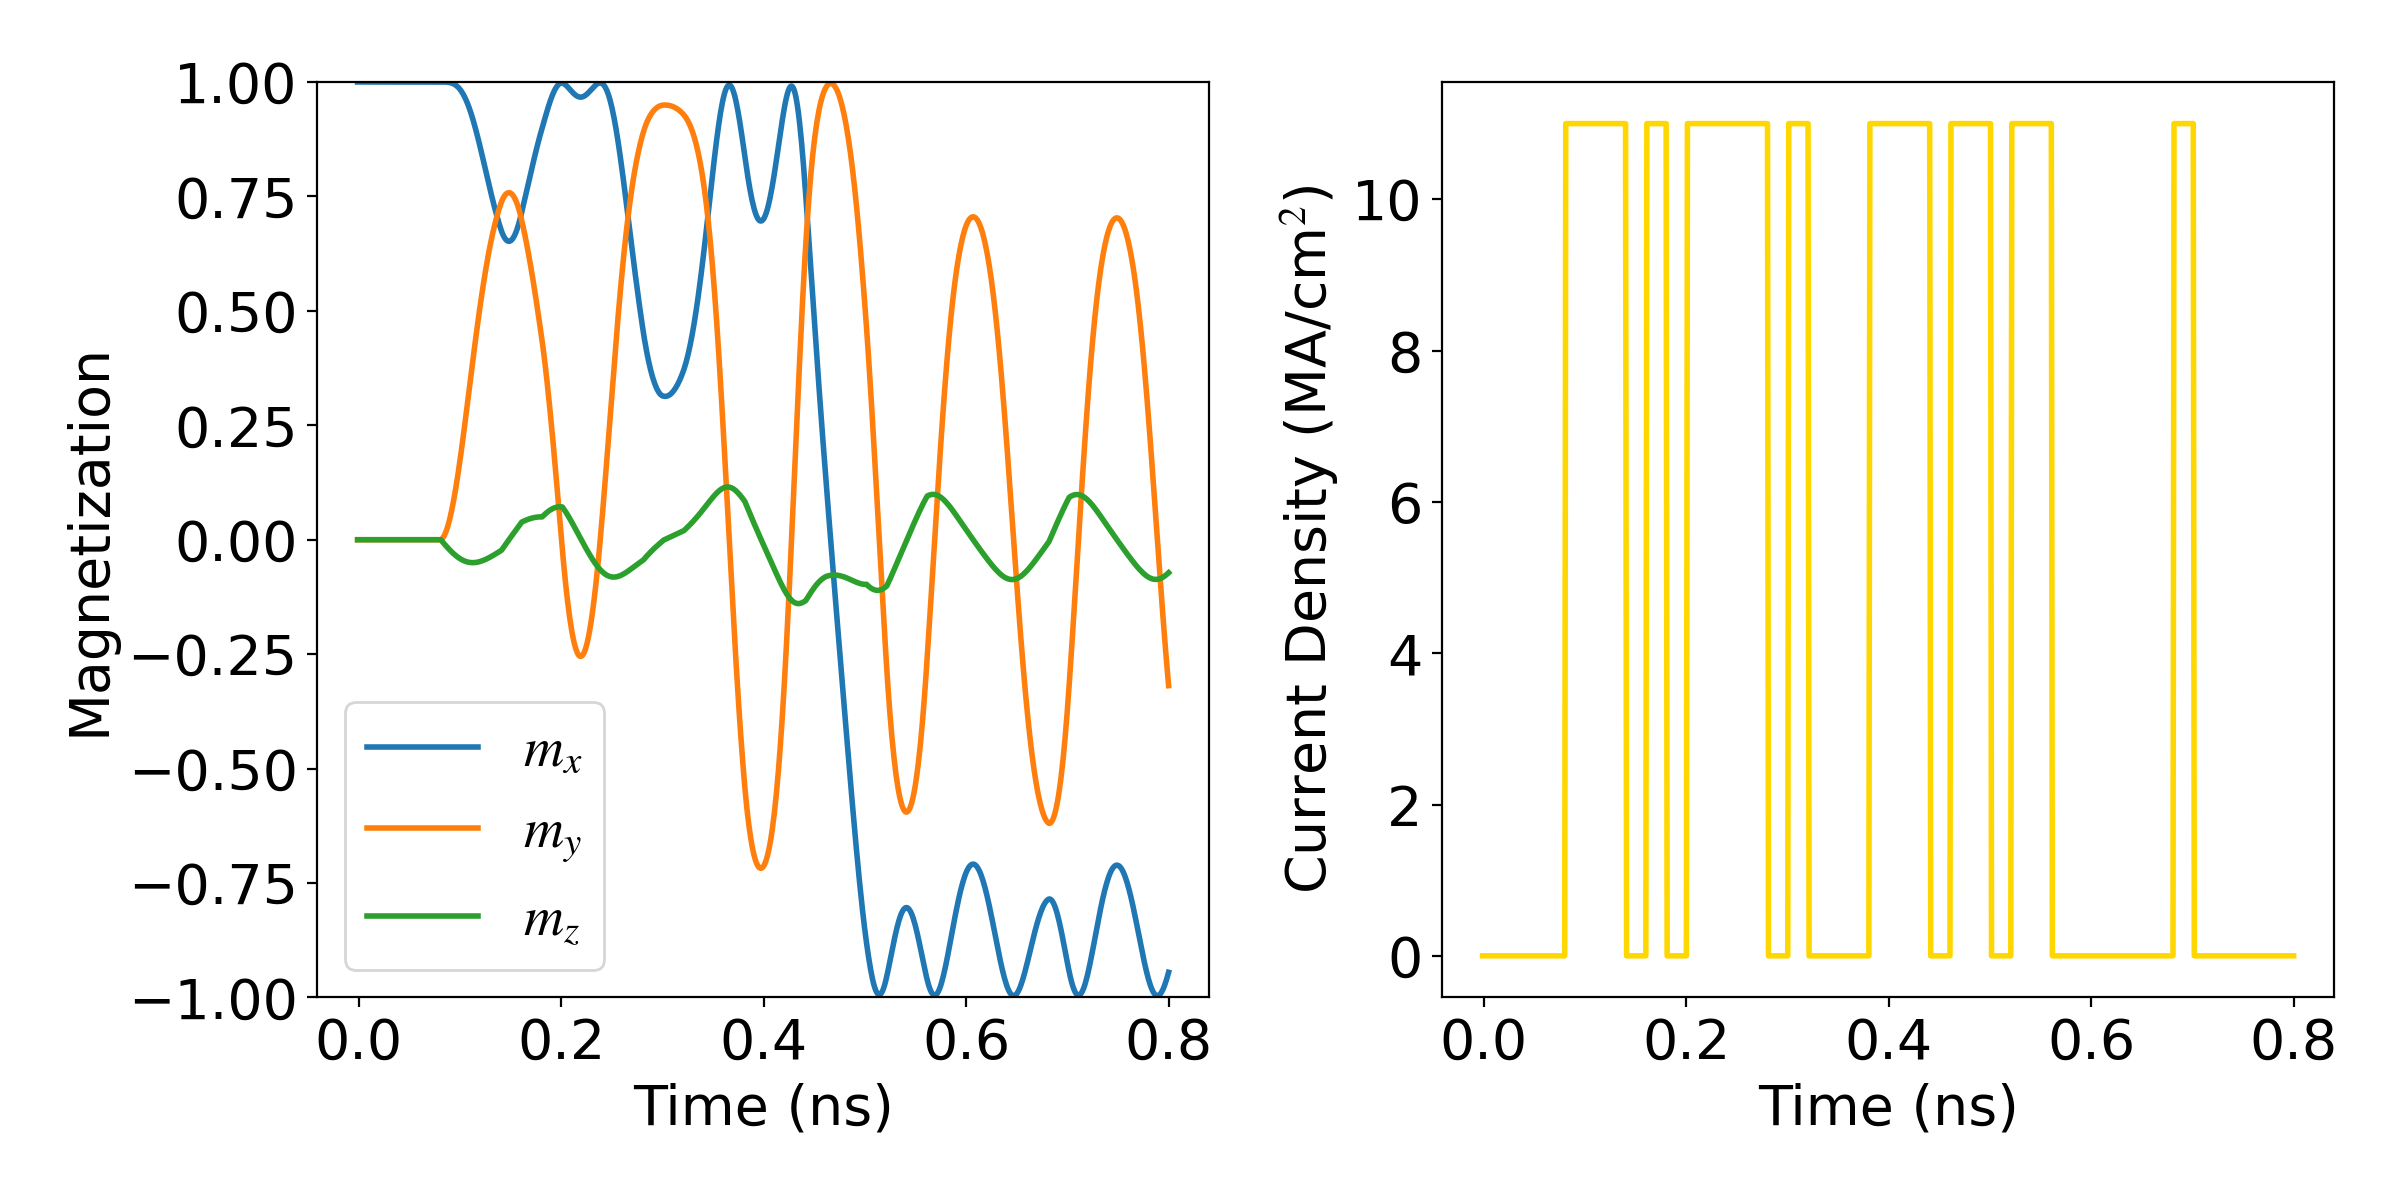 1.00
0.75
0.50
0.25
0.00
−0.25
−0.50
−0.75
−1.00
Magnetization
m_x
m_y
m_z
0.0 0.2 0.4 0.6 0.8
Time (ns)
10
8
6
4
2
0
Current Density (MA/cm²)
0.0 0.2 0.4 0.6 0.8
Time (ns)